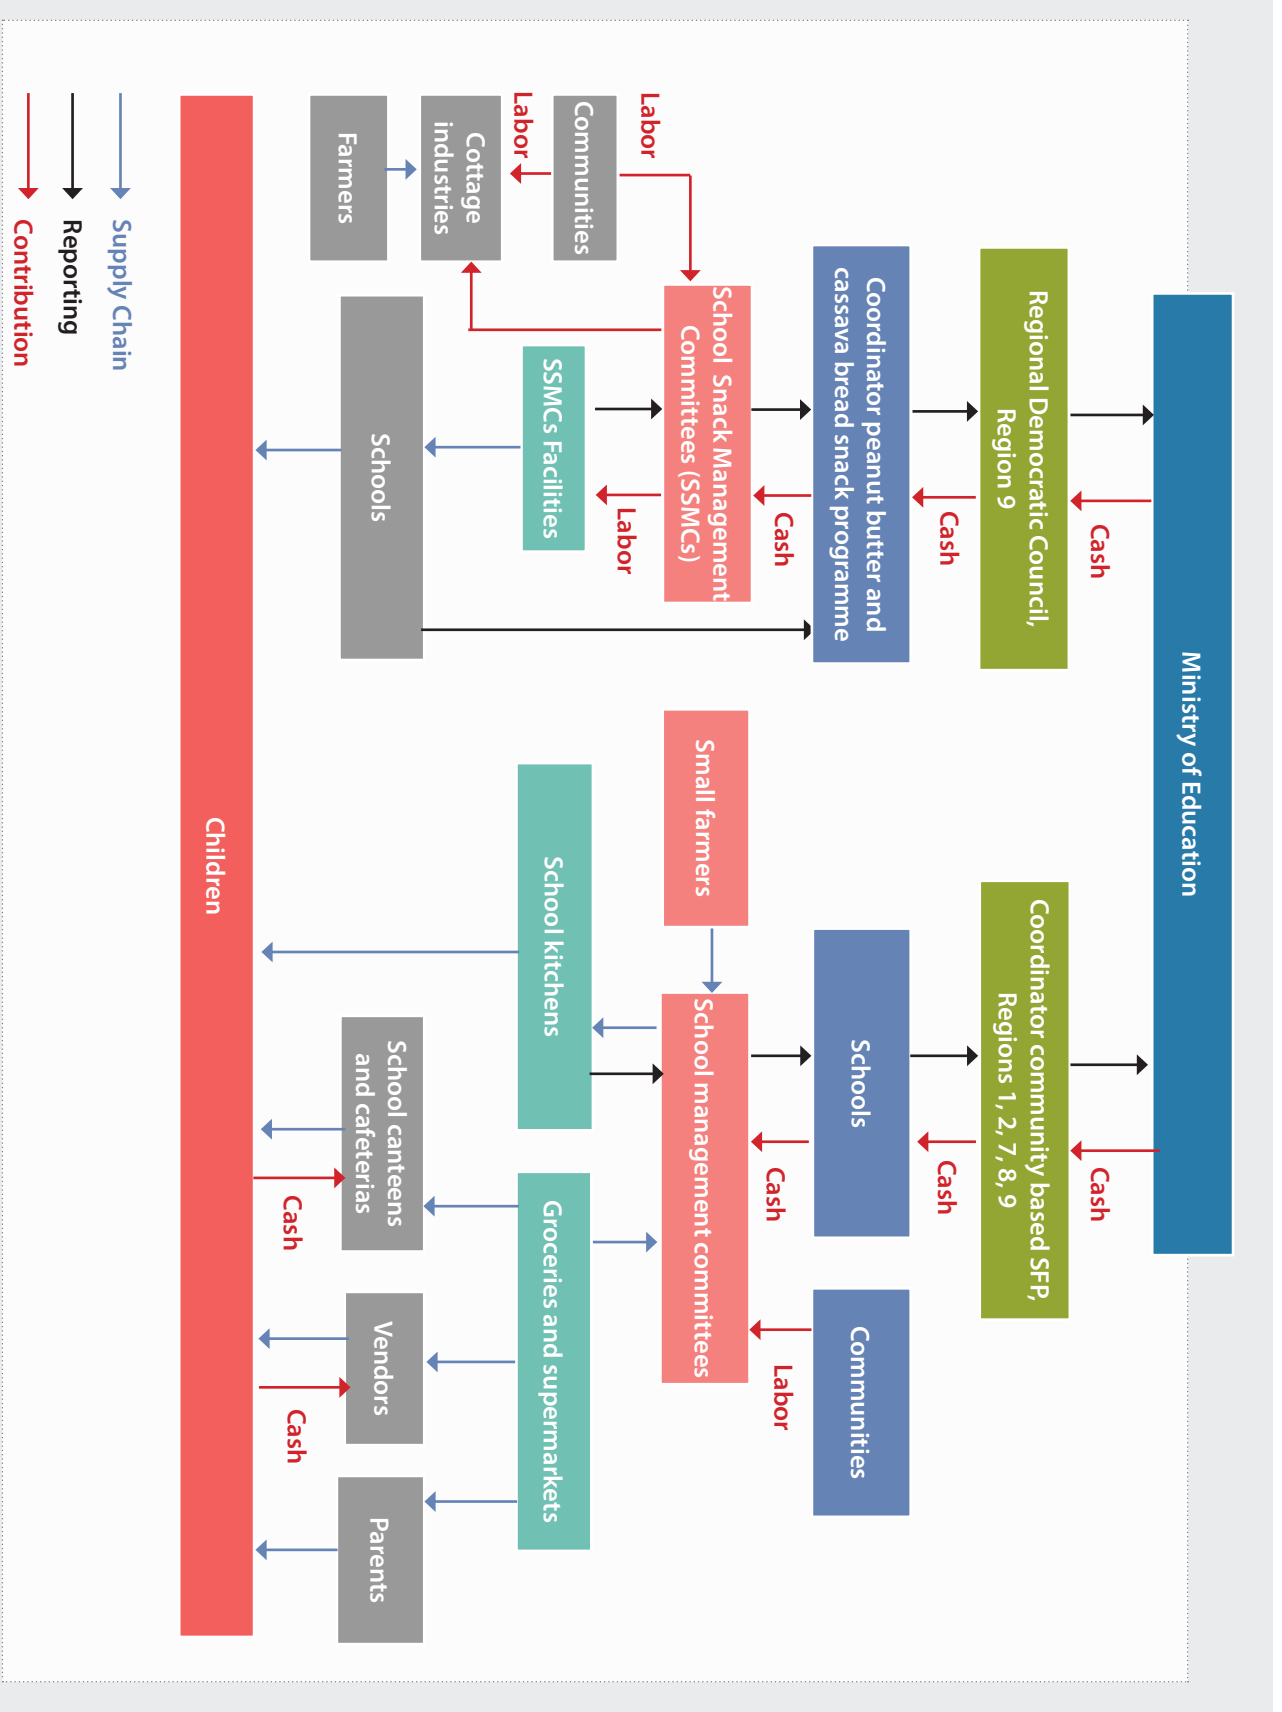 Ministry of Education
Cash
Cash
Regional Democratic Council,
Region 9
Coordinator community based SFP,
Regions 1, 2, 7, 8, 9
Cash
Cash
Coordinator peanut butter and
cassava bread snack programme
Schools
Communities
Labor
Cash
Cash
Labor
School Snack Management
Committees (SSMCs)
Small farmers
School management committees
Communities
Labor
Labor
SSMCs Facilities
School kitchens
Groceries and supermarkets
Cottage
industries
Farmers
Schools
School canteens
and cafeterias
Vendors
Parents
Cash
Cash
Children
Supply Chain
Reporting
Contribution